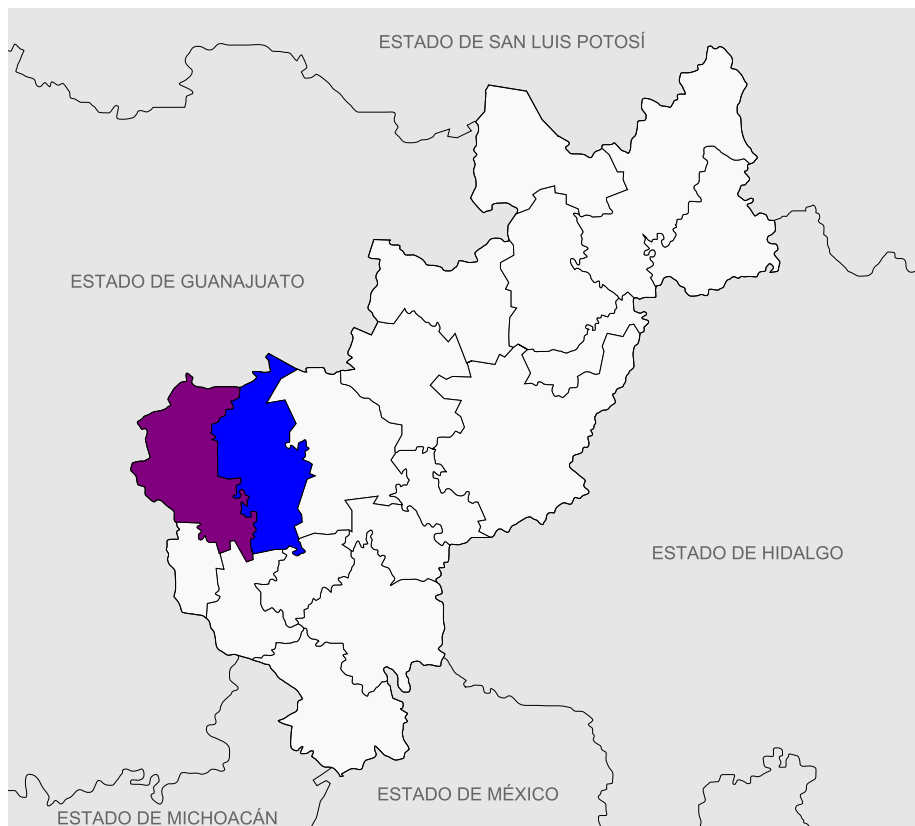 ESTADO DE SAN LUIS POTOSÍ
ESTADO DE GUANAJUATO
ESTADO DE HIDALGO
ESTADO DE MÉXICO
ESTADO DE MICHOACÁN